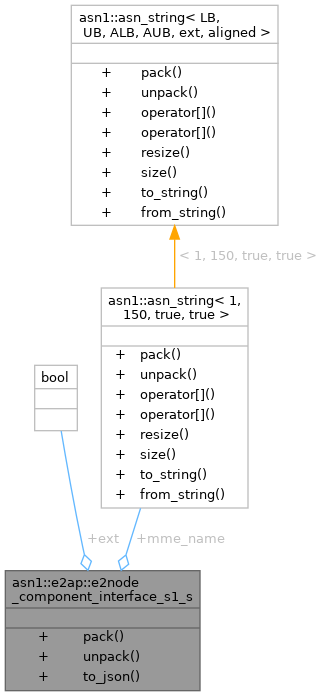 asn1::asn_string< LB,
UB, ALB, AUB, ext, aligned >
+ pack()
+ unpack()
+ operator[]()
+ operator[]()
+ resize()
+ size()
+ to_string()
+ from_string()
< 1, 150, true, true >
asn1::asn_string< 1,
150, true, true >
+ pack()
+ unpack()
+ operator[]()
+ operator[]()
+ resize()
+ size()
+ to_string()
+ from_string()
bool
+ext
+mme_name
asn1::e2ap::e2node
_component_interface_s1_s
+ pack()
+ unpack()
+ to_json()